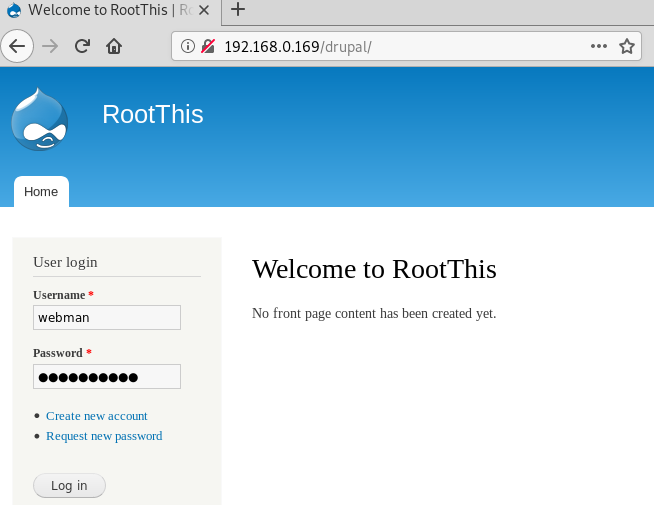 Welcome to RootThis | Ro
192.168.0.169/drupal/
RootThis
Home
User login
Username *
webman
Password *
Create new account
Request new password
Log in
Welcome to RootThis
No front page content has been created yet.